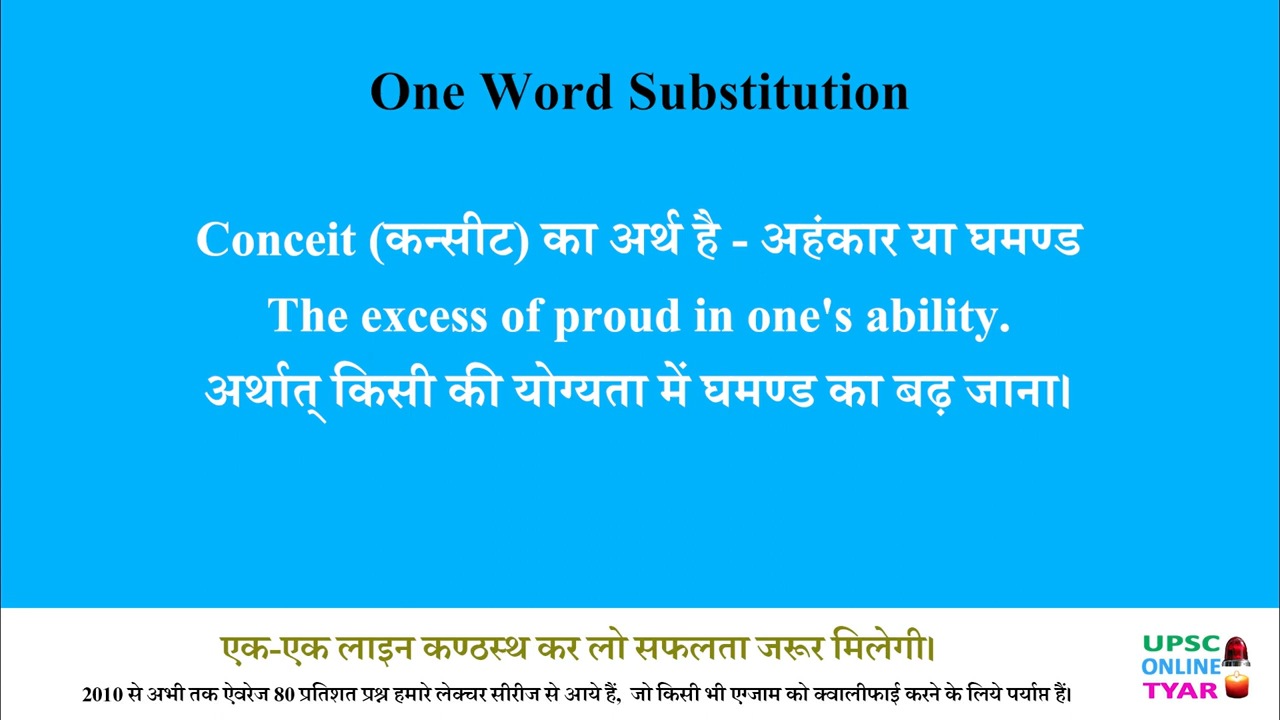 One Word Substitution
Conceit (कन्सीट) का अर्थ है - अहंकार या घमण्ड
The excess of proud in one's ability.
अर्थात् किसी की योग्यता में घमण्ड का बढ़ जाना।
एक-एक लाइन कण्ठस्थ कर लो सफलता जरूर मिलेगी।
2010 से अभी तक ऐवरेज 80 प्रतिशत प्रश्न हमारे लेक्चर सीरीज से आये हैं, जो किसी भी एग्जाम को क्वालीफाई करने के लिये पर्याप्त हैं।
UPSC
ONLINE
TYAR